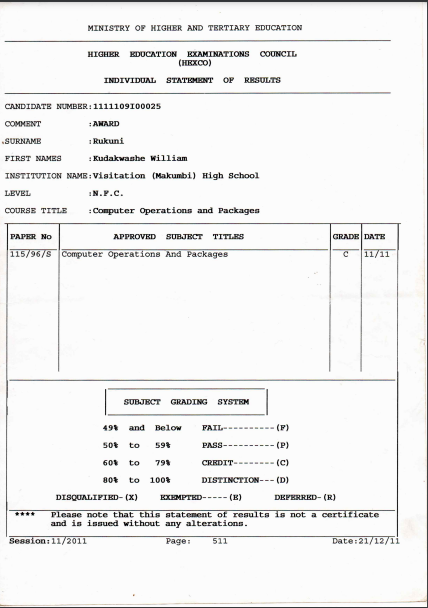 MINISTRY OF HIGHER AND TERTIARY EDUCATION
HIGHER EDUCATION EXAMINATIONS COUNCIL
(HEXCO)
INDIVIDUAL STATEMENT OF RESULTS
CANDIDATE NUMBER:1111109I00025
COMMENT :AWARD
SURNAME :Rukuni
FIRST NAMES :Kudakwashe William
INSTITUTION NAME:Visitation (Makumbi) High School
LEVEL :N.F.C.
COURSE TITLE :Computer Operations and Packages
PAPER No APPROVED SUBJECT TITLES GRADE DATE
115/96/S Computer Operations And Packages C 11/11
SUBJECT GRADING SYSTEM
49% and Below FAIL---------(F)
50% to 59% PASS---------(P)
60% to 79% CREDIT-------(C)
80% to 100% DISTINCTION---(D)
DISQUALIFIED-(X) EXEMPTED-----(E) DEFERRED-(R)
**** Please note that this statement of results is not a certificate
and is issued without any alterations.
Session:11/2011 Page: 511 Date:21/12/11